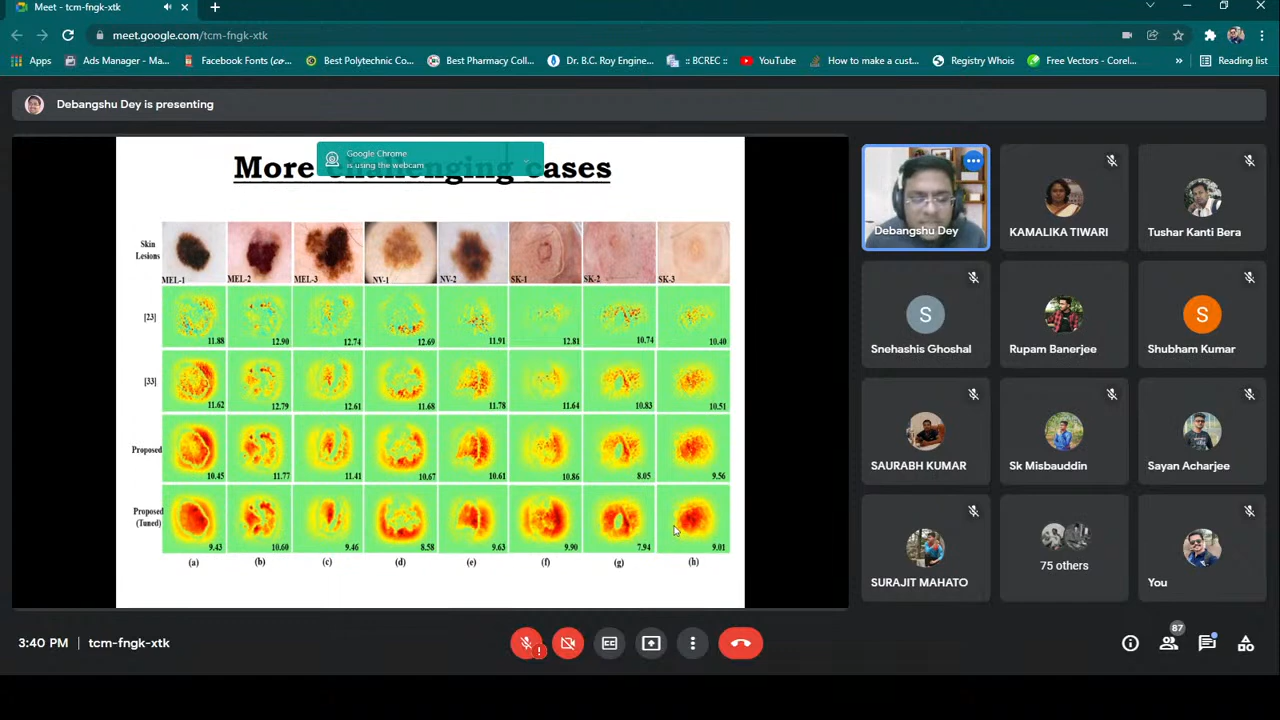 Meet - tcm-fngk-xtk
meet.google.com/tcm-fngk-xtk
Apps
Ads Manager - Ma...
Facebook Fonts (𝒄𝒐...
Best Polytechnic Co...
Best Pharmacy Coll...
Dr. B.C. Roy Engine...
:: BCREC ::
YouTube
How to make a cust...
Registry Whois
Free Vectors - Corel...
»
Reading list
Debangshu Dey is presenting
Google Chrome
is using the webcam
More challenging cases
Skin
Lesions
MEL-1 MEL-2 MEL-3 NV-1 NV-2 SK-1 SK-2 SK-3
[23]
11.88 12.90 12.74 12.69 11.91 12.81 10.74 10.40
[33]
11.62 12.79 12.61 11.68 11.78 11.64 10.83 10.51
Proposed
10.45 11.77 11.41 10.67 10.61 10.86 8.05 9.56
Proposed
(Tuned)
9.43 10.60 9.46 8.58 9.63 9.90 7.94 9.01
(a) (b) (c) (d) (e) (f) (g) (h)
Debangshu Dey
KAMALIKA TIWARI
Tushar Kanti Bera
S
Snehashis Ghoshal
Rupam Banerjee
S
Shubham Kumar
SAURABH KUMAR
Sk Misbauddin
Sayan Acharjee
SURAJIT MAHATO
75 others
You
3:40 PM | tcm-fngk-xtk
CC
!
87